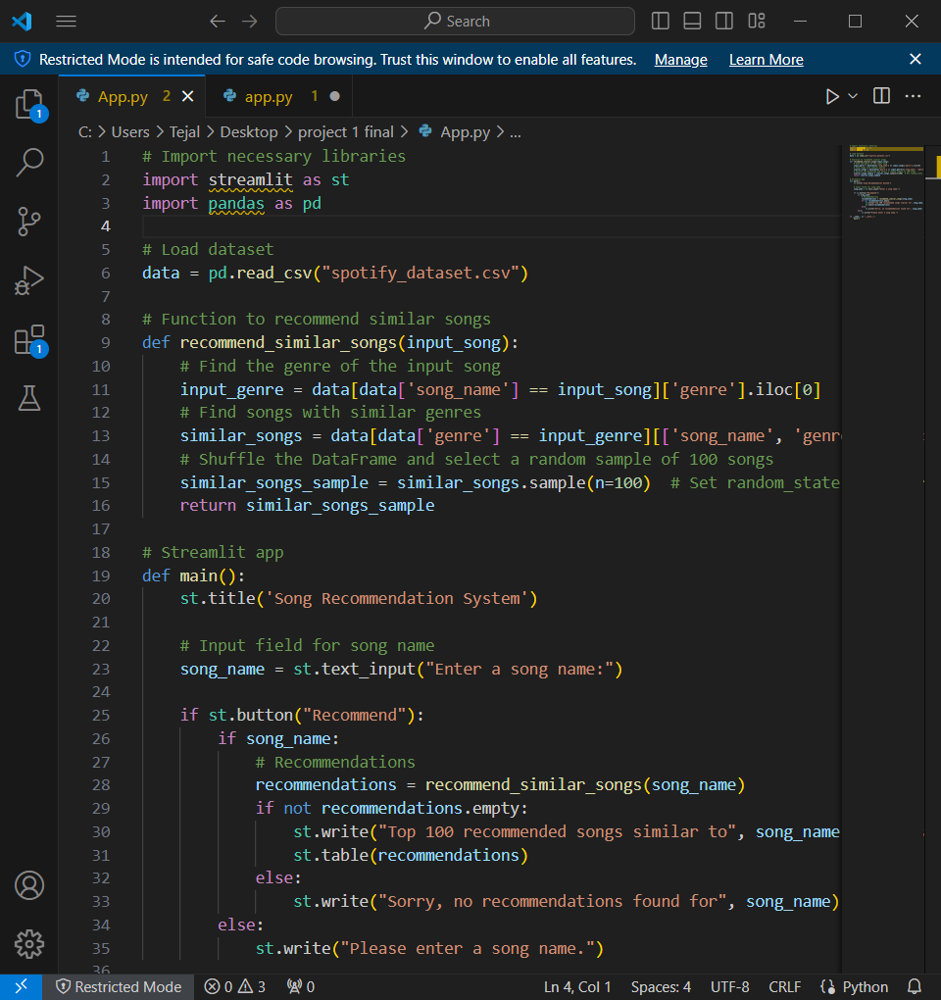 Search
Restricted Mode is intended for safe code browsing. Trust this window to enable all features. Manage Learn More
App.py 2 app.py 1
C: > Users > Tejal > Desktop > project 1 final > App.py > ...
1 # Import necessary libraries
2 import streamlit as st
3 import pandas as pd
4
5 # Load dataset
6 data = pd.read_csv("spotify_dataset.csv")
7
8 # Function to recommend similar songs
9 def recommend_similar_songs(input_song):
10 # Find the genre of the input song
11 input_genre = data[data['song_name'] == input_song]['genre'].iloc[0]
12 # Find songs with similar genres
13 similar_songs = data[data['genre'] == input_genre][['song_name', 'genr
14 # Shuffle the DataFrame and select a random sample of 100 songs
15 similar_songs_sample = similar_songs.sample(n=100) # Set random_state
16 return similar_songs_sample
17
18 # Streamlit app
19 def main():
20 st.title('Song Recommendation System')
21
22 # Input field for song name
23 song_name = st.text_input("Enter a song name:")
24
25 if st.button("Recommend"):
26 if song_name:
27 # Recommendations
28 recommendations = recommend_similar_songs(song_name)
29 if not recommendations.empty:
30 st.write("Top 100 recommended songs similar to", song_name
31 st.table(recommendations)
32 else:
33 st.write("Sorry, no recommendations found for", song_name)
34 else:
35 st.write("Please enter a song name.")
36
1
1
Restricted Mode 0 3 0 Ln 4, Col 1 Spaces: 4 UTF-8 CRLF Python